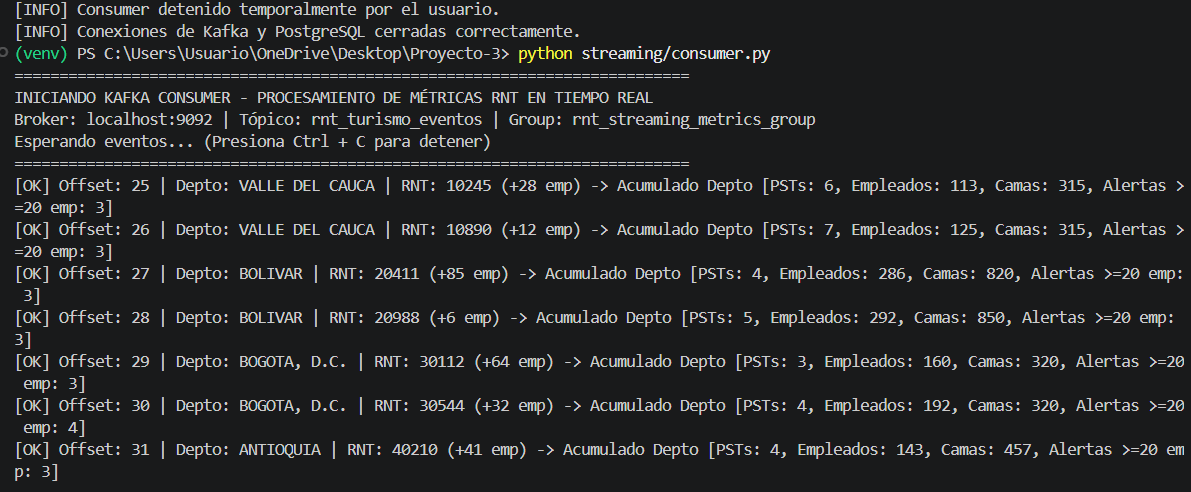 [INFO] Consumer detenido temporalmente por el usuario.
[INFO] Conexiones de Kafka y PostgreSQL cerradas correctamente.
(venv) PS C:\Users\Usuario\OneDrive\Desktop\Proyecto-3> python streaming/consumer.py
===========================================================================
INICIANDO KAFKA CONSUMER - PROCESAMIENTO DE MÉTRICAS RNT EN TIEMPO REAL
Broker: localhost:9092 | Tópico: rnt_turismo_eventos | Group: rnt_streaming_metrics_group
Esperando eventos... (Presiona Ctrl + C para detener)
===========================================================================
[OK] Offset: 25 | Depto: VALLE DEL CAUCA | RNT: 10245 (+28 emp) -> Acumulado Depto [PSTs: 6, Empleados: 113, Camas: 315, Alertas >
=20 emp: 3]
[OK] Offset: 26 | Depto: VALLE DEL CAUCA | RNT: 10890 (+12 emp) -> Acumulado Depto [PSTs: 7, Empleados: 125, Camas: 315, Alertas >
=20 emp: 3]
[OK] Offset: 27 | Depto: BOLIVAR | RNT: 20411 (+85 emp) -> Acumulado Depto [PSTs: 4, Empleados: 286, Camas: 820, Alertas >=20 emp:
 3]
[OK] Offset: 28 | Depto: BOLIVAR | RNT: 20988 (+6 emp) -> Acumulado Depto [PSTs: 5, Empleados: 292, Camas: 850, Alertas >=20 emp:
3]
[OK] Offset: 29 | Depto: BOGOTA, D.C. | RNT: 30112 (+64 emp) -> Acumulado Depto [PSTs: 3, Empleados: 160, Camas: 320, Alertas >=20
 emp: 3]
[OK] Offset: 30 | Depto: BOGOTA, D.C. | RNT: 30544 (+32 emp) -> Acumulado Depto [PSTs: 4, Empleados: 192, Camas: 320, Alertas >=20
 emp: 4]
[OK] Offset: 31 | Depto: ANTIOQUIA | RNT: 40210 (+41 emp) -> Acumulado Depto [PSTs: 4, Empleados: 143, Camas: 457, Alertas >=20 em
p: 3]